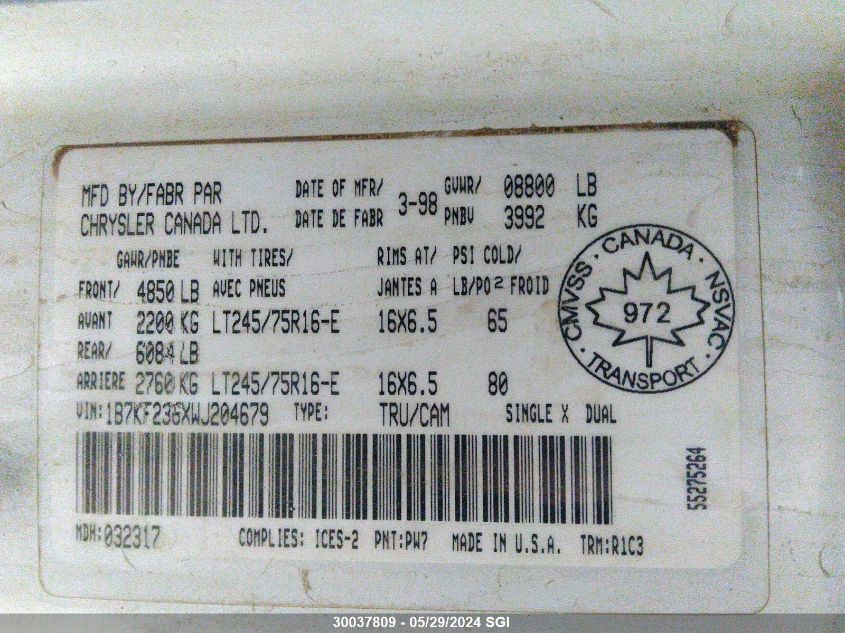 MFD BY/FABR PAR DATE OF MFR/ 3-98 GVWR/ 08800 LB
CHRYSLER CANADA LTD. DATE DE FABR PNBV 3992 KG
GAWR/PNBE WITH TIRES/ RIMS AT/ PSI COLD/
FRONT/ 4850 LB AVEC PNEUS JANTES A LB/PO² FROID
AVANT 2200 KG LT245/75R16-E 16X6.5 65
REAR/ 6084 LB
ARRIERE 2760 KG LT245/75R16-E 16X6.5 80
VIN:1B7KF236XWJ204679 TYPE: TRU/CAM SINGLE X DUAL
MDH:032317 COMPLIES: ICES-2 PNT:PW7 MADE IN U.S.A. TRM:R1C3
CMVSS · CANADA · NSVAC · TRANSPORT ·
972
55275264
30037809 - 05/29/2024 SGI